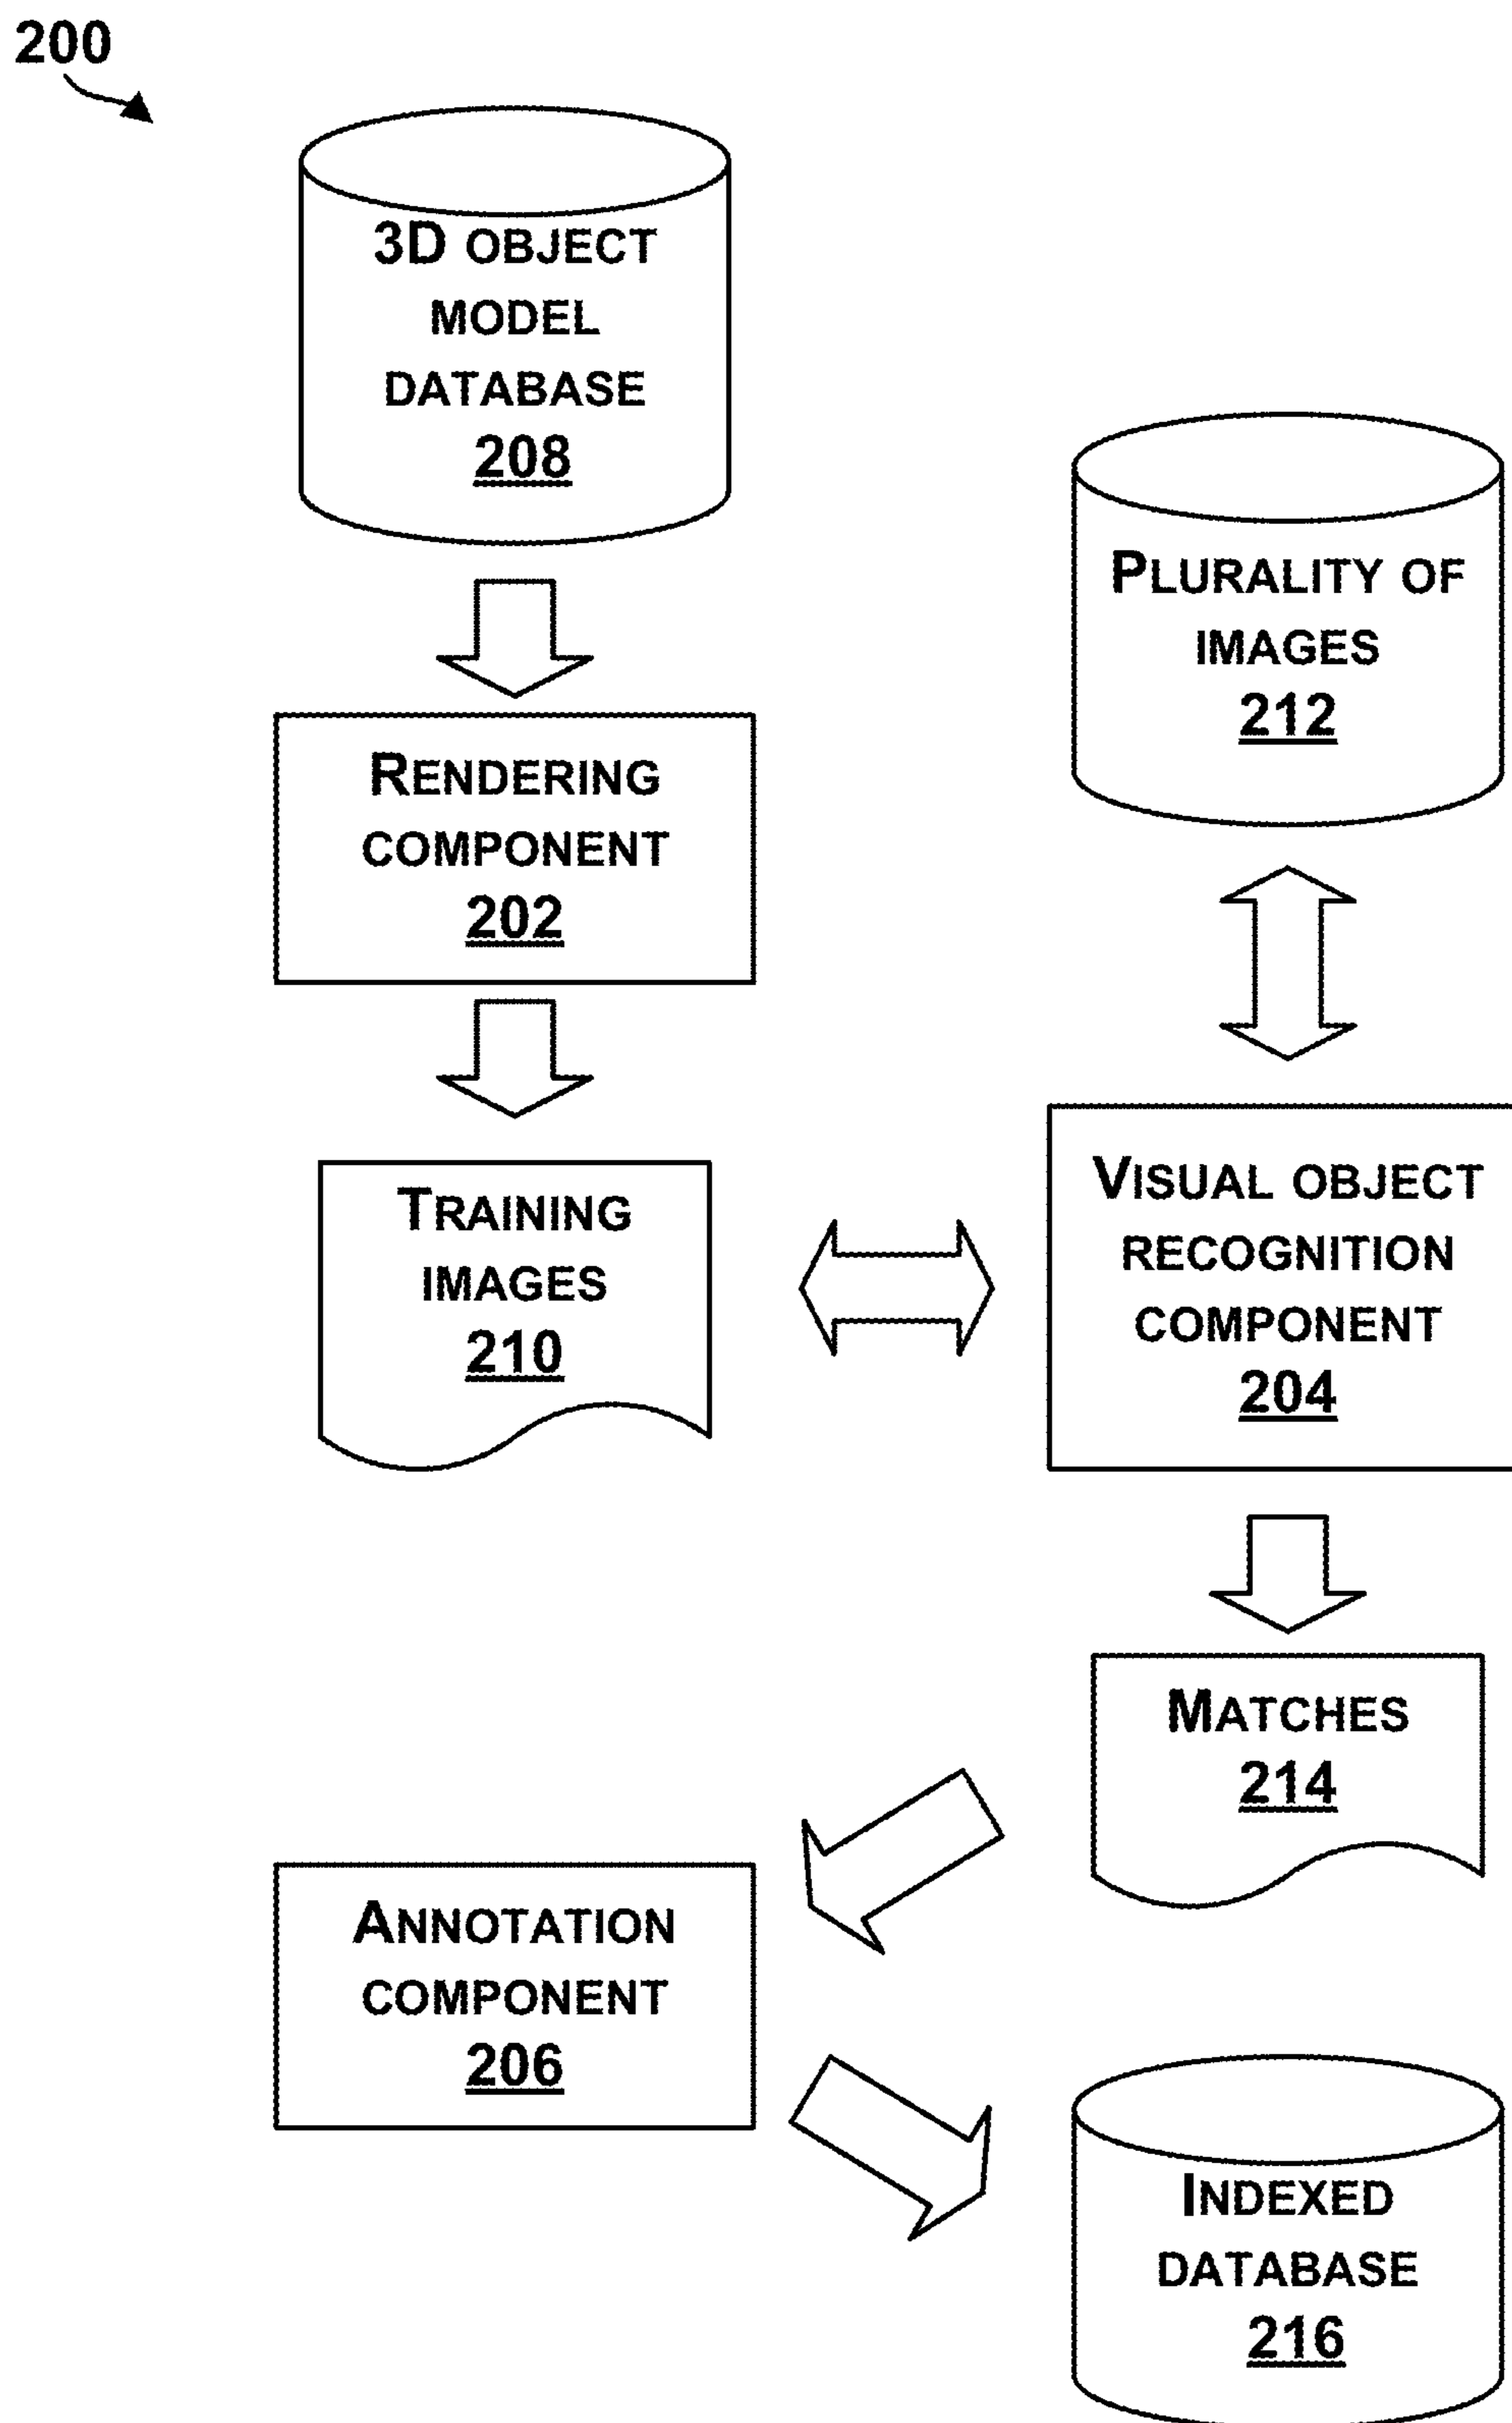 200
3D OBJECT
MODEL
DATABASE
208
PLURALITY OF
IMAGES
212
RENDERING
COMPONENT
202
TRAINING
IMAGES
210
VISUAL OBJECT
RECOGNITION
COMPONENT
204
MATCHES
214
ANNOTATION
COMPONENT
206
INDEXED
DATABASE
216